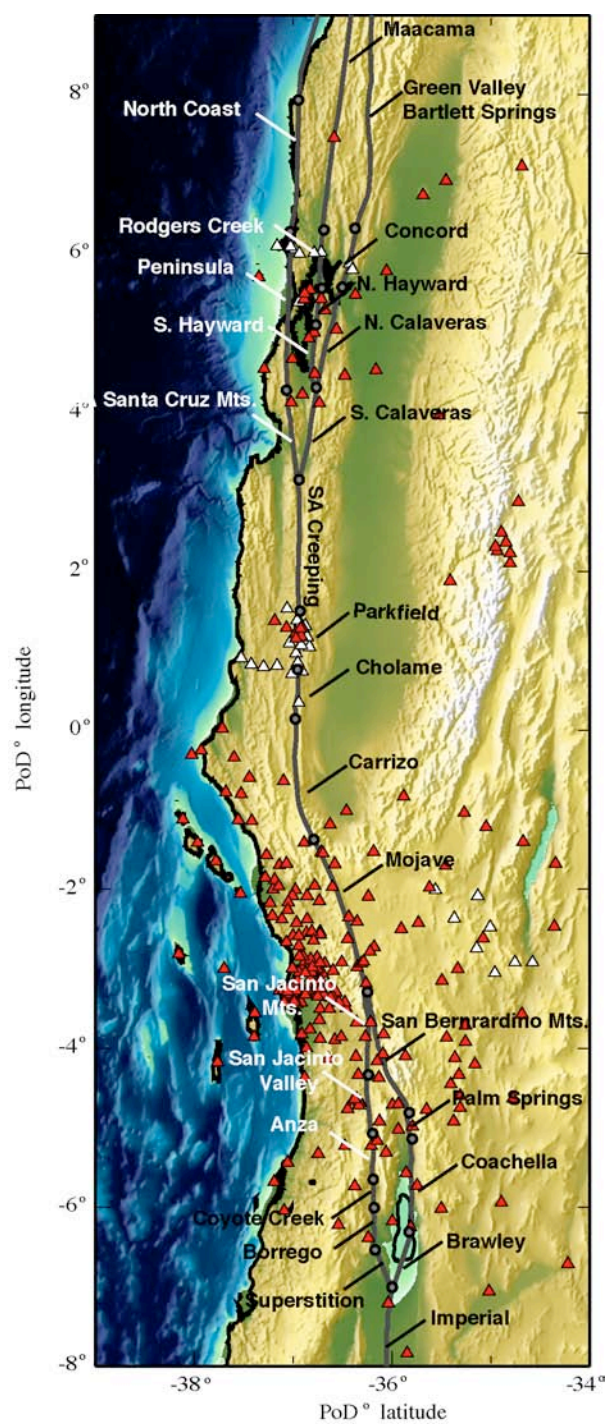 Maacama
8°
Green Valley
Bartlett Springs
North Coast
Rodgers Creek
Concord
6°
Peninsula
N. Hayward
S. Hayward
N. Calaveras
Santa Cruz Mts.
4°
S. Calaveras
SA Creeping
2°
Parkfield
Cholame
0°
PoD° longitude
Carrizo
Mojave
-2°
San Jacinto
Mts.
San Bernrardino Mts.
-4°
San Jacinto
Valley
Palm Springs
Anza
Coachella
-6°
Coyote Creek
Borrego
Brawley
Superstition
Imperial
-8°
-38°
-36°
-34°
PoD° latitude